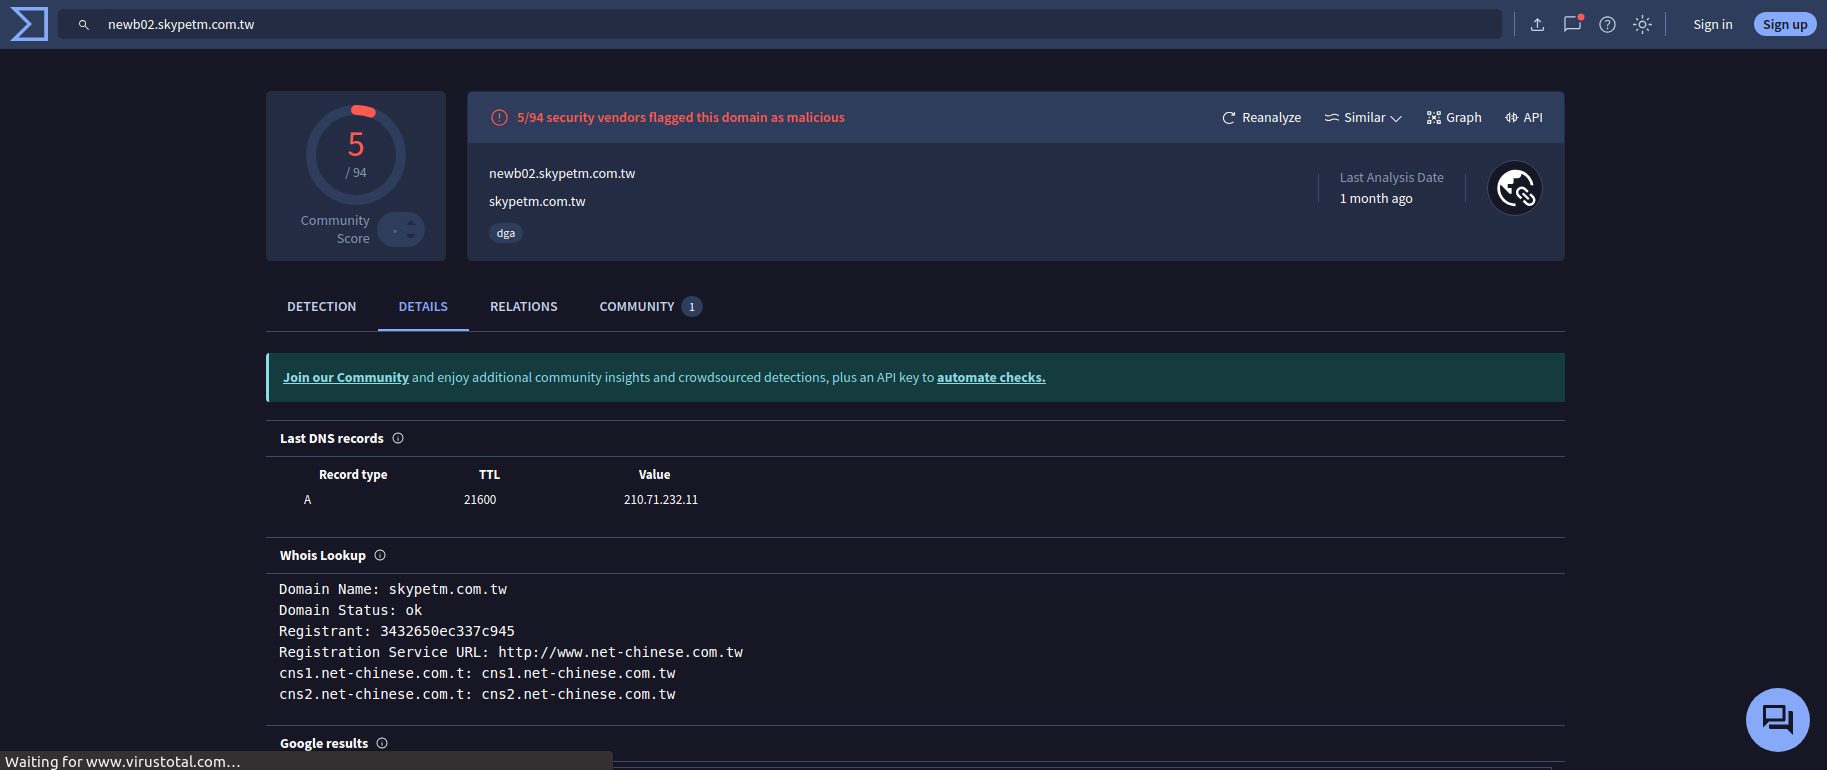 newb02.skypetm.com.tw
Sign in
Sign up
5
/ 94
Community
Score
5/94 security vendors flagged this domain as malicious
Reanalyze
Similar
Graph
API
newb02.skypetm.com.tw
skypetm.com.tw
dga
Last Analysis Date
1 month ago
DETECTION
DETAILS
RELATIONS
COMMUNITY 1
Join our Community and enjoy additional community insights and crowdsourced detections, plus an API key to automate checks.
Last DNS records
Record type TTL Value
A 21600 210.71.232.11
Whois Lookup
Domain Name: skypetm.com.tw
Domain Status: ok
Registrant: 3432650ec337c945
Registration Service URL: http://www.net-chinese.com.tw
cns1.net-chinese.com.t: cns1.net-chinese.com.tw
cns2.net-chinese.com.t: cns2.net-chinese.com.tw
Google results
Waiting for www.virustotal.com…